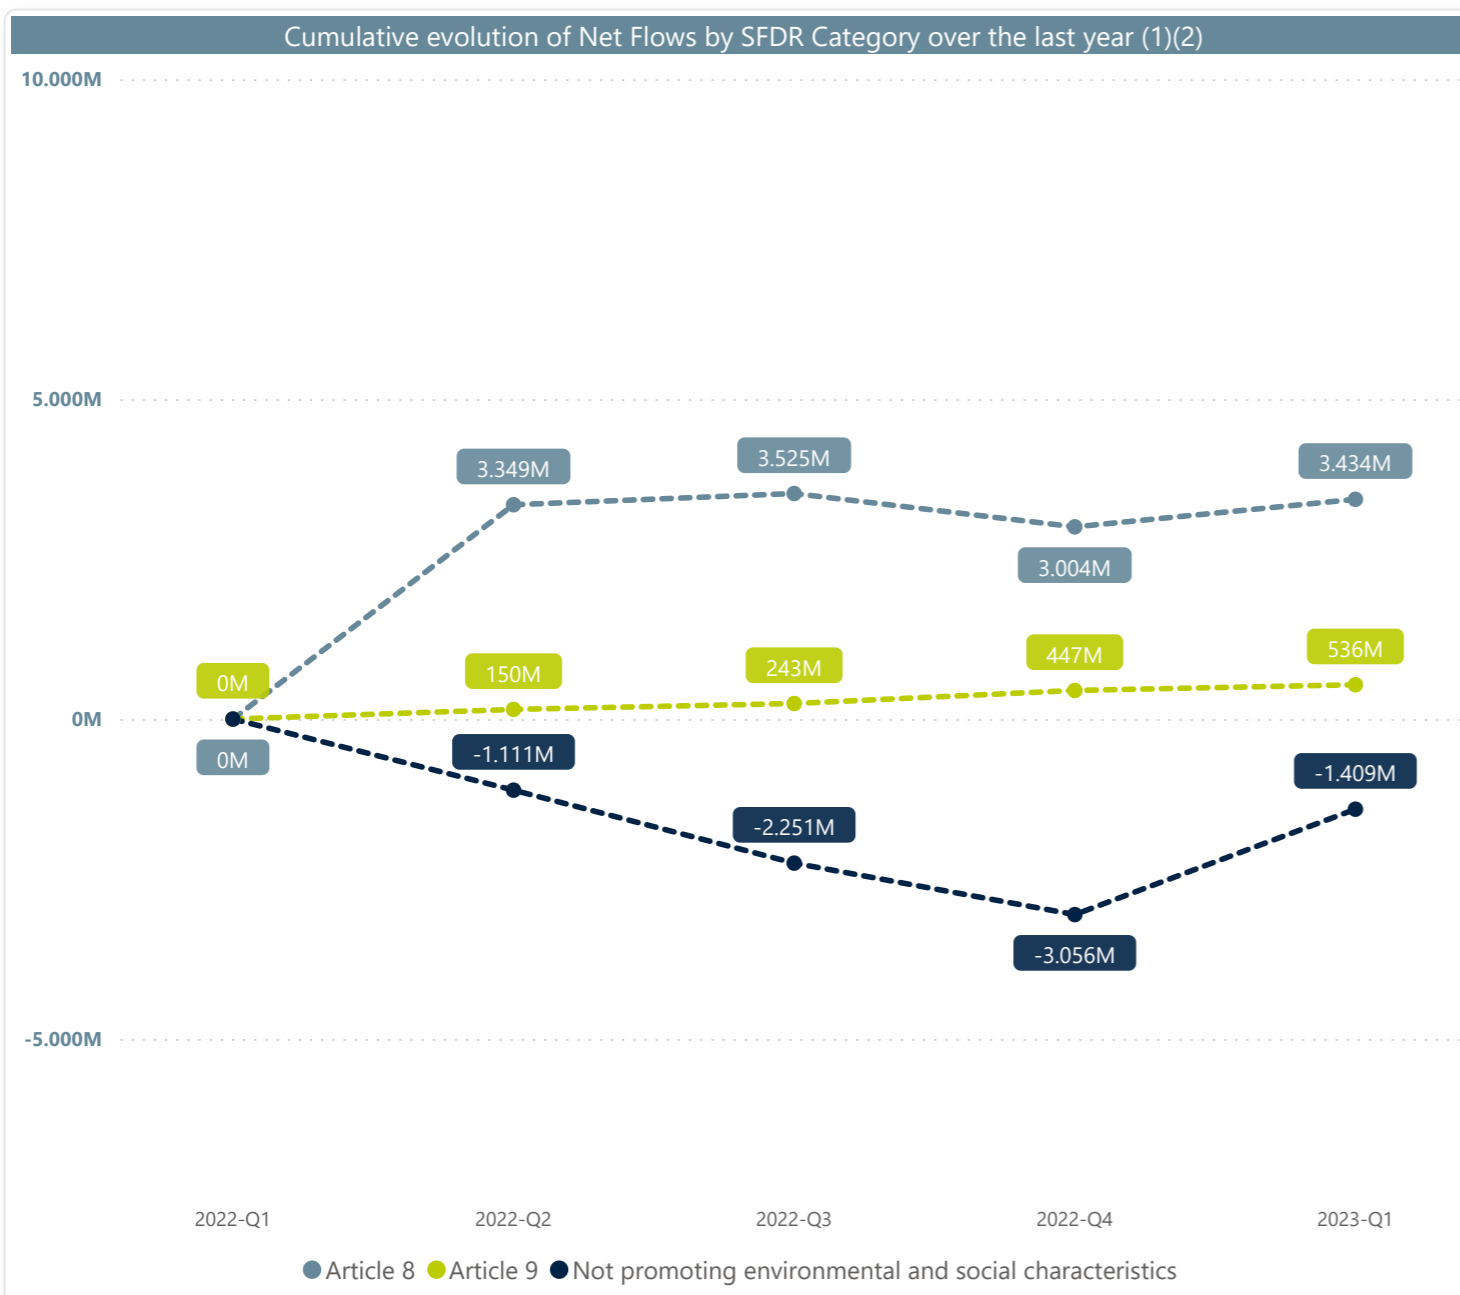 Cumulative evolution of Net Flows by SFDR Category over the last year (1)(2)
10.000M
5.000M
3.349M
3.525M
3.434M
3.004M
0M
150M
243M
447M
536M
0M
0M
-1.111M
-1.409M
-2.251M
-3.056M
-5.000M
2022-Q1 2022-Q2 2022-Q3 2022-Q4 2023-Q1
Article 8 Article 9 Not promoting environmental and social characteristics